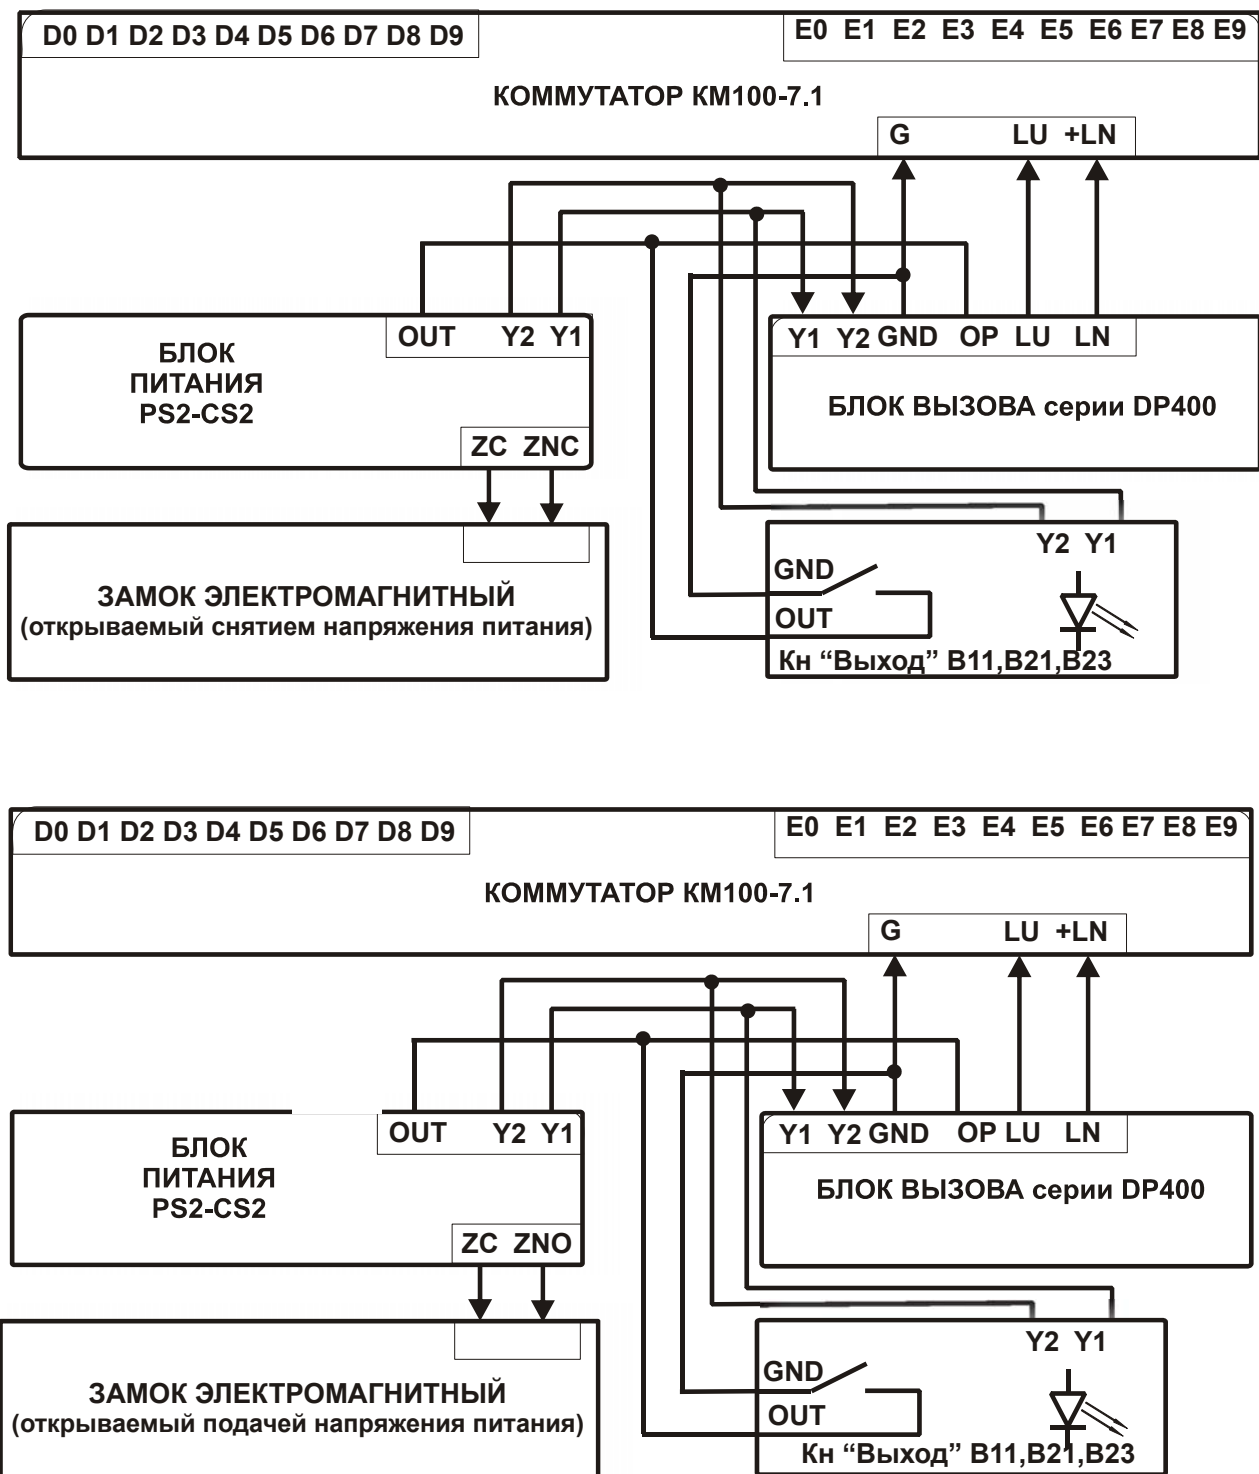 D0 D1 D2 D3 D4 D5 D6 D7 D8 D9
E0 E1 E2 E3 E4 E5 E6 E7 E8 E9
КОММУТАТОР КМ100-7.1
G LU +LN
OUT Y2 Y1
Y1 Y2 GND OP LU LN
БЛОК
ПИТАНИЯ
PS2-CS2
БЛОК ВЫЗОВА серии DP400
ZC ZNC
Y2 Y1
GND
ЗАМОК ЭЛЕКТРОМАГНИТНЫЙ
(открываемый снятием напряжения питания)
OUT
Кн “Выход” B11,B21,B23
D0 D1 D2 D3 D4 D5 D6 D7 D8 D9
E0 E1 E2 E3 E4 E5 E6 E7 E8 E9
КОММУТАТОР КМ100-7.1
G LU +LN
OUT Y2 Y1
Y1 Y2 GND OP LU LN
БЛОК
ПИТАНИЯ
PS2-CS2
БЛОК ВЫЗОВА серии DP400
ZC ZNO
Y2 Y1
GND
ЗАМОК ЭЛЕКТРОМАГНИТНЫЙ
(открываемый подачей напряжения питания)
OUT
Кн “Выход” B11,B21,B23